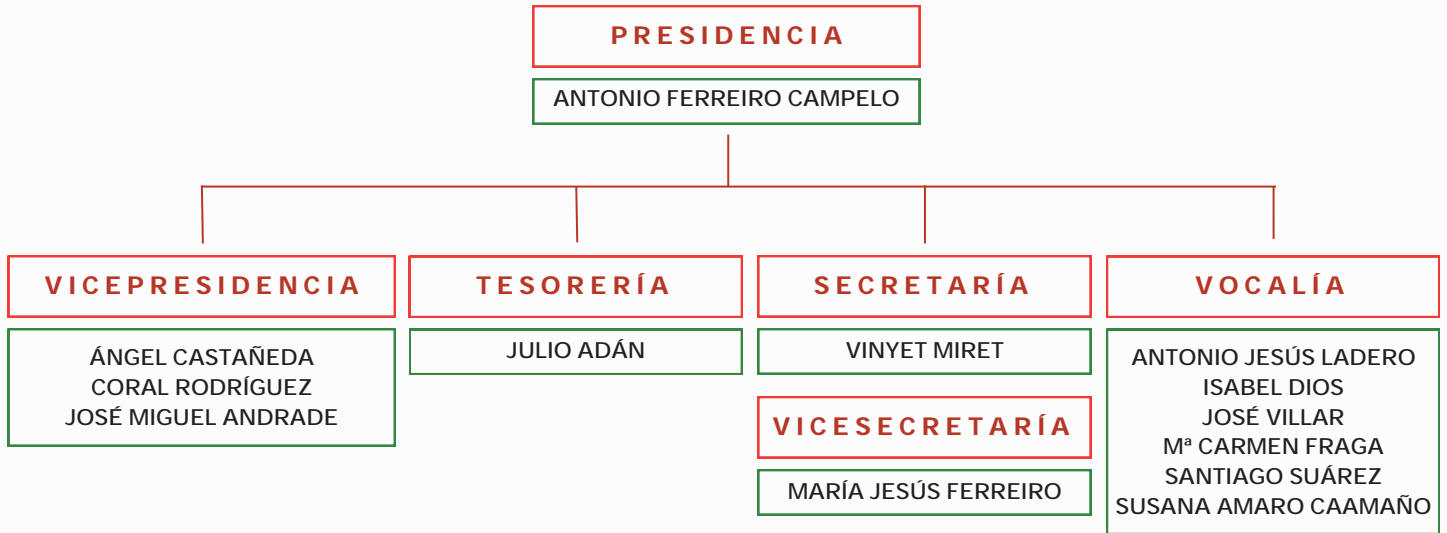 PRESIDENCIA
ANTONIO FERREIRO CAMPELO
VICEPRESIDENCIA
ÁNGEL CASTAÑEDA
CORAL RODRÍGUEZ
JOSÉ MIGUEL ANDRADE
TESORERÍA
JULIO ADÁN
SECRETARÍA
VINYET MIRET
VICESECRETARÍA
MARÍA JESÚS FERREIRO
VOCALÍA
ANTONIO JESÚS LADERO
ISABEL DIOS
JOSÉ VILLAR
Mª CARMEN FRAGA
SANTIAGO SUÁREZ
SUSANA AMARO CAAMAÑO